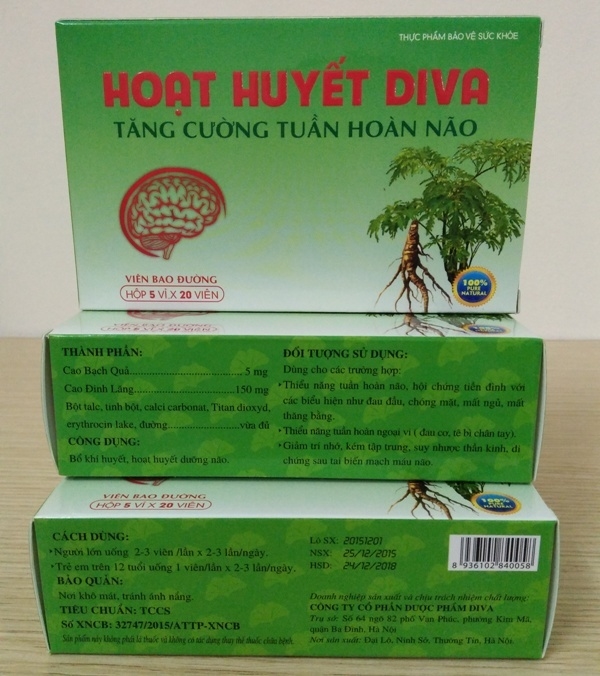 THỰC PHẨM BẢO VỆ SỨC KHỎE
HOẠT HUYẾT DIVA
TĂNG CƯỜNG TUẦN HOÀN NÃO
VIÊN BAO ĐƯỜNG
HỘP 5 VỈ X 20 VIÊN
100%
PURE
NATURAL
VIÊN BAO ĐƯỜNG
HỘP 5 VỈ X 20 VIÊN
THÀNH PHẦN:
Cao Bạch Quả..............................5 mg
Cao Đinh Lăng..............................150 mg
Bột talc, tinh bột, calci carbonat, Titan dioxyd,
erythrocin lake, đường....................vừa đủ
CÔNG DỤNG:
Bổ khí huyết, hoạt huyết dưỡng não.
ĐỐI TƯỢNG SỬ DỤNG:
Dùng cho các trường hợp:
Thiểu năng tuần hoàn não, hội chứng tiền đình với
các biểu hiện như đau đầu, chóng mặt, mất ngủ, mất
thăng bằng.
Thiểu năng tuần hoàn ngoại vi ( đau cơ, tê bì chân tay).
Giảm trí nhớ, kém tập trung, suy nhược thần kinh, di
chứng sau tai biến mạch máu não.
VIÊN BAO ĐƯỜNG
HỘP 5 VỈ X 20 VIÊN
100%
CÁCH DÙNG:
Người lớn uống 2-3 viên /lần x 2-3 lần/ngày.
Trẻ em trên 12 tuổi uống 1 viên/lần x 2-3 lần/ngày.
BẢO QUẢN:
Nơi khô mát, tránh ánh nắng.
TIÊU CHUẨN: TCCS
Số XNCB: 32747/2015/ATTP-XNCB
Sản phẩm này không phải là thuốc và không có tác dụng thay thế thuốc chữa bệnh.
Lô SX: 20151201
NSX: 25/12/2015
HSD: 24/12/2018
8 936102 840058
Doanh nghiệp sản xuất và chịu trách nhiệm chất lượng:
CÔNG TY CỔ PHẦN DƯỢC PHẨM DIVA
Trụ sở: Số 64 ngõ 82 phố Vạn Phúc, phường Kim Mã,
quận Ba Đình, Hà Nội
Nơi sản xuất: Đại Lộ, Ninh Sở, Thường Tín, Hà Nội.